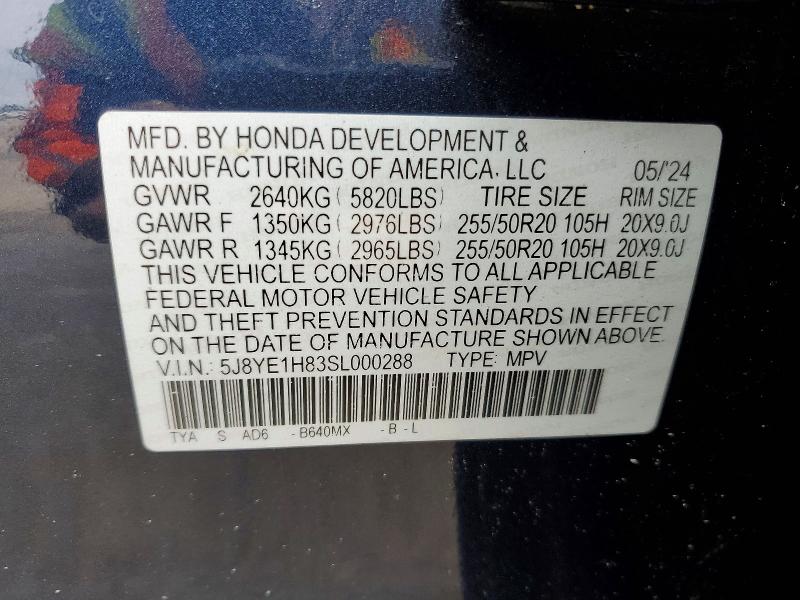 MFD. BY HONDA DEVELOPMENT &
MANUFACTURING OF AMERICA, LLC 05/'24
GVWR 2640KG ( 5820LBS) TIRE SIZE RIM SIZE
GAWR F 1350KG ( 2976LBS) 255/50R20 105H 20X9.0J
GAWR R 1345KG ( 2965LBS) 255/50R20 105H 20X9.0J
THIS VEHICLE CONFORMS TO ALL APPLICABLE
FEDERAL MOTOR VEHICLE SAFETY
AND THEFT PREVENTION STANDARDS IN EFFECT
ON THE DATE OF MANUFACTURE SHOWN ABOVE.
V.I.N.: 5J8YE1H83SL000288 TYPE: MPV
TYA S AD6 -B640MX -B-L